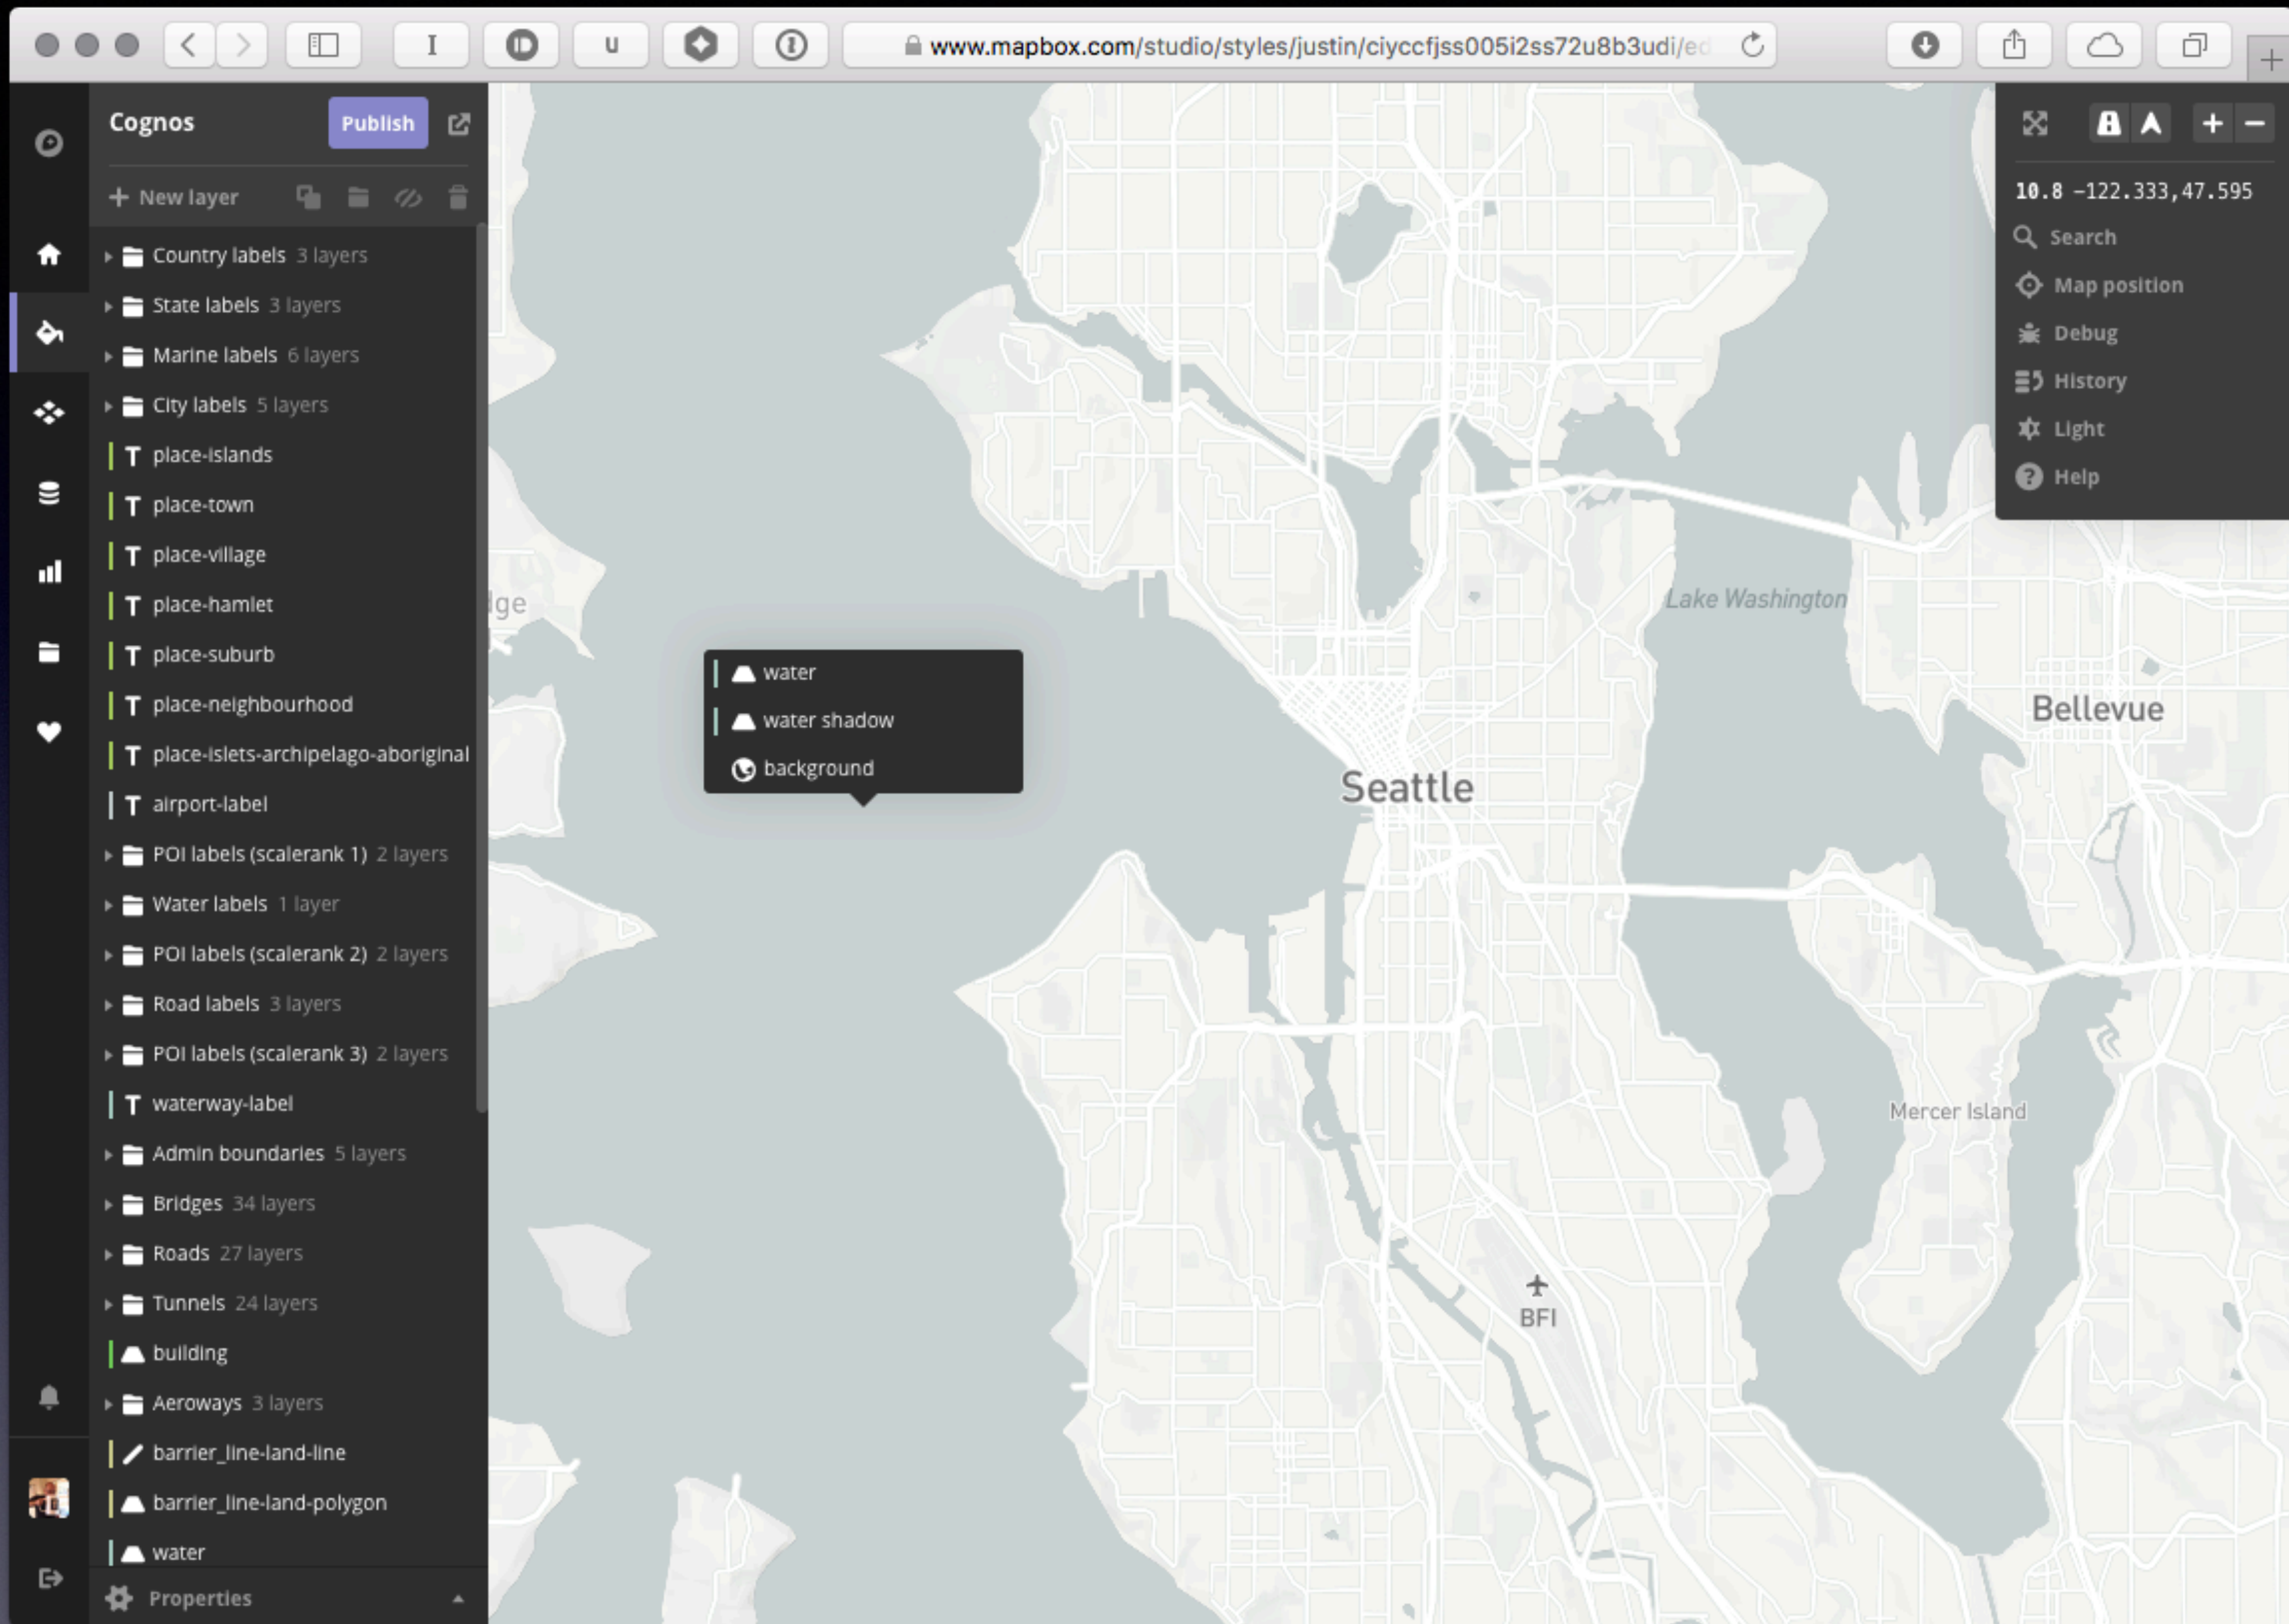 www.mapbox.com/studio/styles/justin/ciyccfjss005i2ss72u8b3udi/ed
Cognos Publish
New layer
Country labels 3 layers
State labels 3 layers
Marine labels 6 layers
City labels 5 layers
T place-islands
T place-town
T place-village
T place-hamlet
T place-suburb
T place-neighbourhood
T place-islets-archipelago-aboriginal
T airport-label
POI labels (scalerank 1) 2 layers
Water labels 1 layer
POI labels (scalerank 2) 2 layers
Road labels 3 layers
POI labels (scalerank 3) 2 layers
T waterway-label
Admin boundaries 5 layers
Bridges 34 layers
Roads 27 layers
Tunnels 24 layers
building
Aeroways 3 layers
barrier_line-land-line
barrier_line-land-polygon
water
Properties
water
water shadow
background
dge
Lake Washington
Bellevue
Seattle
Mercer Island
BFI
10.8 -122.333,47.595
Search
Map position
Debug
History
Light
Help